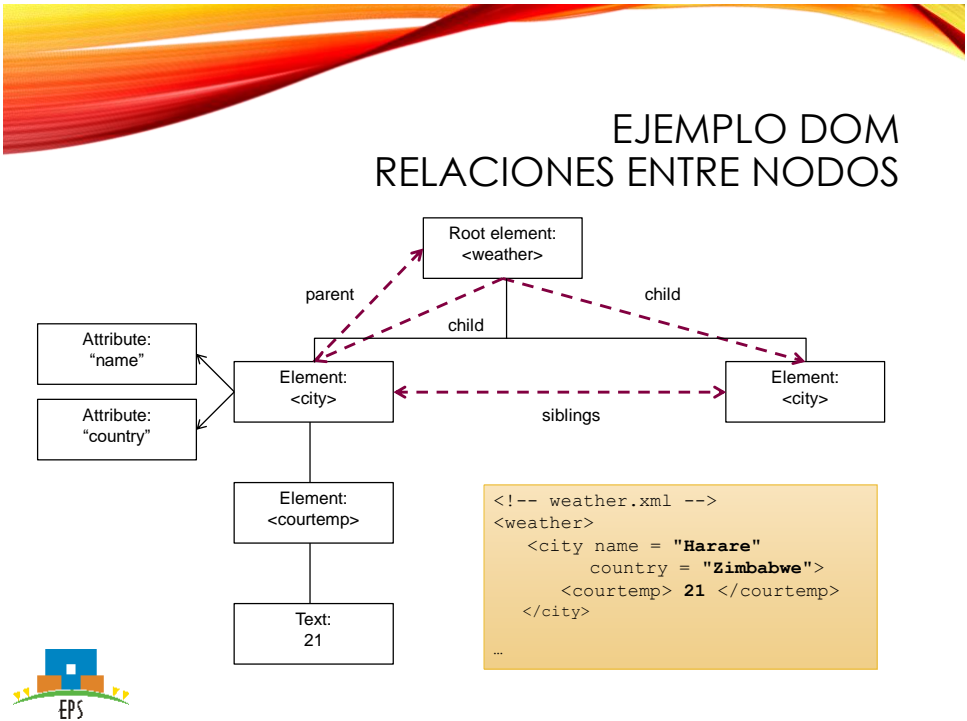 EJEMPLO DOM
RELACIONES ENTRE NODOS
Root element:
<weather>
parent
child
child
Attribute:
“name”
Attribute:
“country”
Element:
<city>
siblings
Element:
<city>
Element:
<courtemp>
Text:
21
<!-- weather.xml -->
<weather>
<city name = "Harare"
country = "Zimbabwe">
<courtemp> 21 </courtemp>
</city>
…
EPS